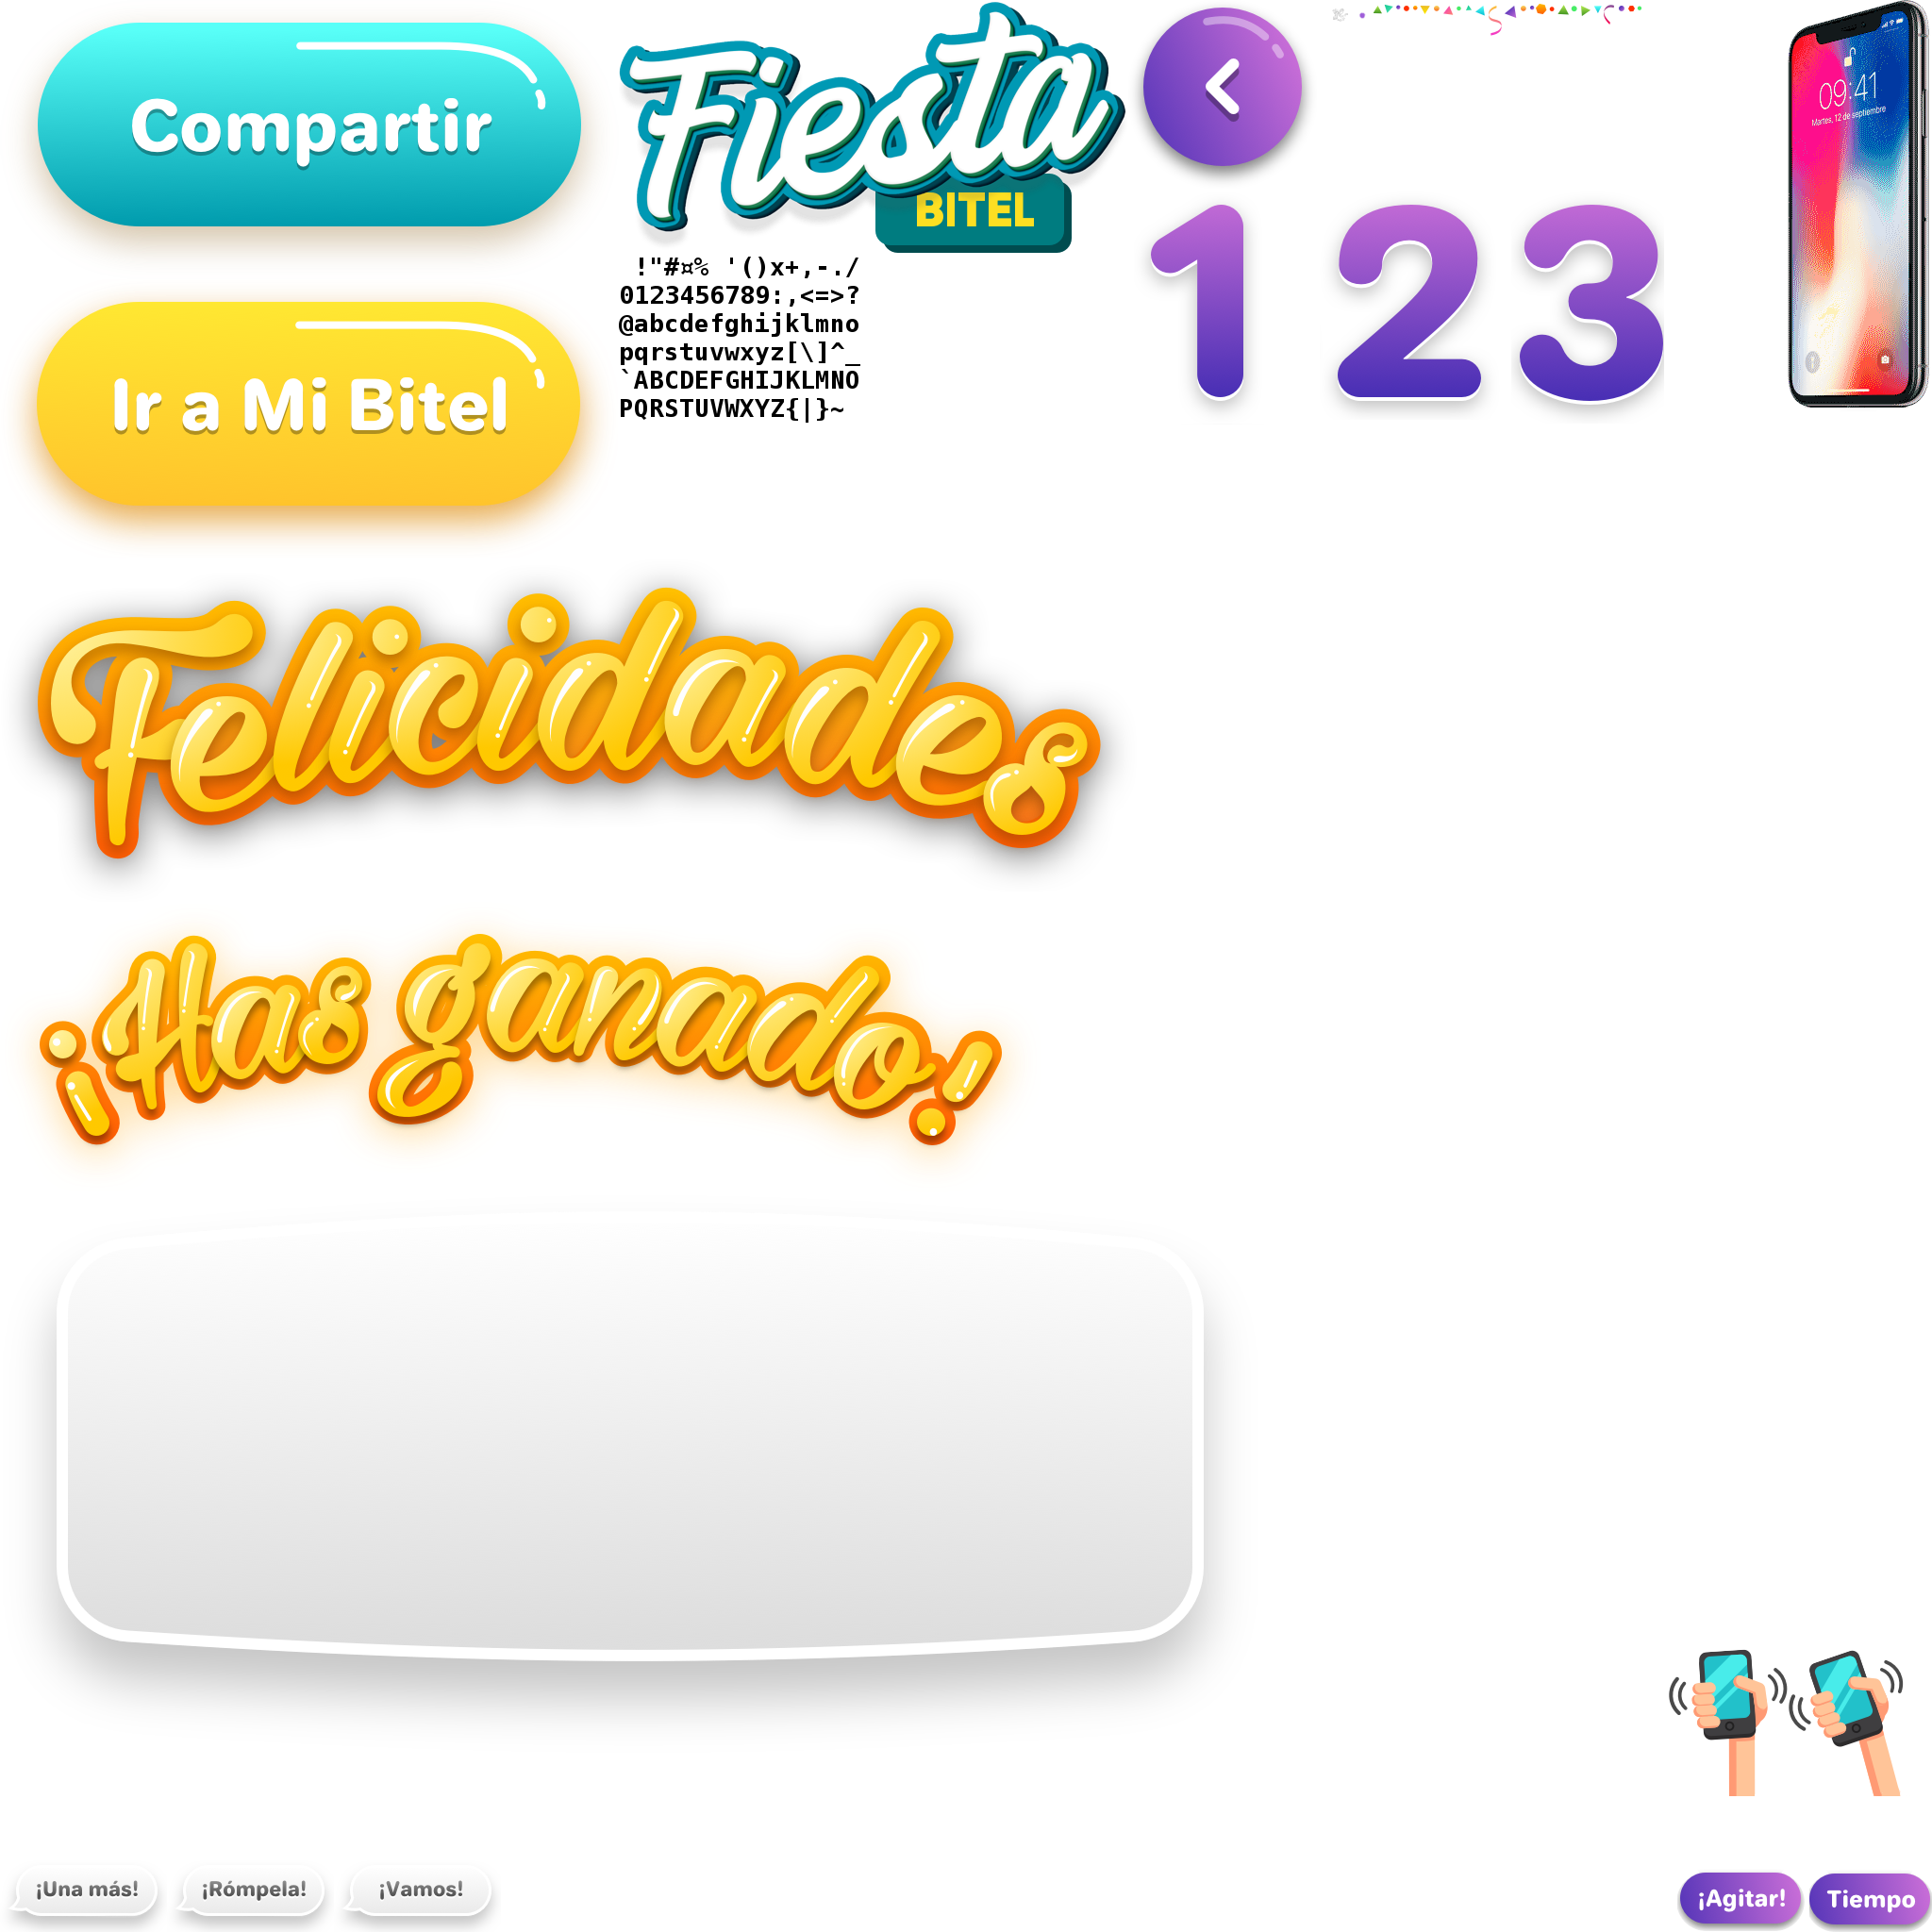 Compartir
Fiesta
BITEL
09:41
Martes, 12 de septiembre
!"#¤% '()x+,-./
0123456789:,<=>?
@abcdefghijklmno
pqrstuvwxyz[\]^_
`ABCDEFGHIJKLMNO
PQRSTUVWXYZ{|}~
1 2 3
Ir a Mi Bitel
Felicidades
¡Has ganado!
¡Una más!
¡Rómpela!
¡Vamos!
¡Agitar!
Tiempo